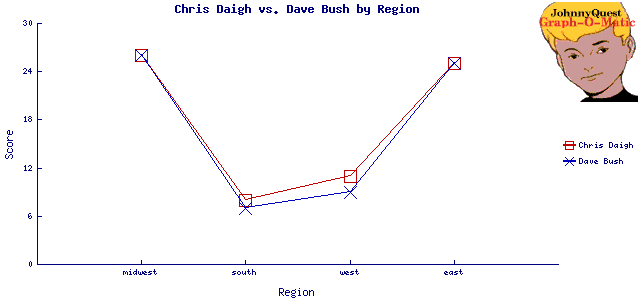 Chris Daigh vs. Dave Bush by Region
JohnnyQuest
Graph-O-Matic
30
24
18
12
6
0
Score
midwest south west east
Region
Chris Daigh
Dave Bush